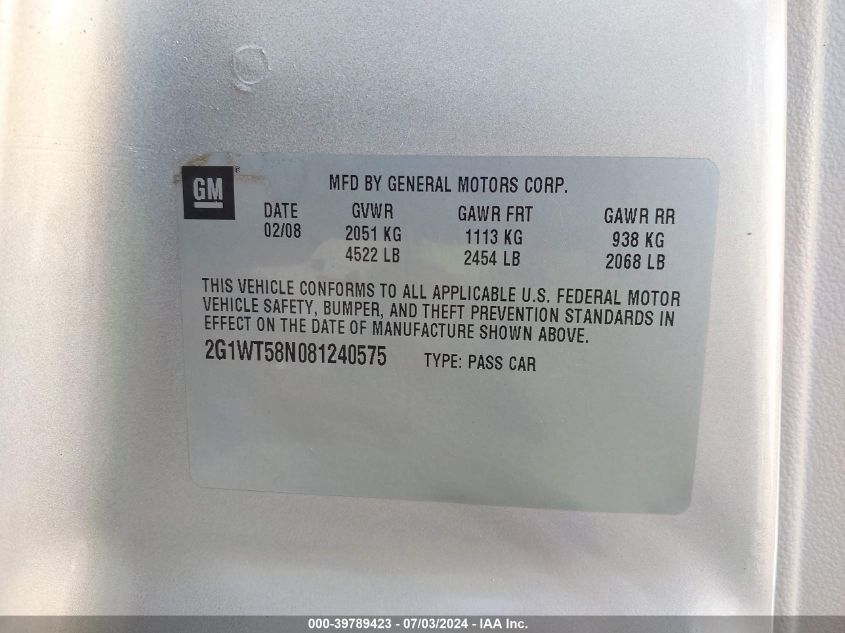 GM
MFD BY GENERAL MOTORS CORP.
DATE GVWR GAWR FRT GAWR RR
02/08 2051 KG 1113 KG 938 KG
4522 LB 2454 LB 2068 LB
THIS VEHICLE CONFORMS TO ALL APPLICABLE U.S. FEDERAL MOTOR
VEHICLE SAFETY, BUMPER, AND THEFT PREVENTION STANDARDS IN
EFFECT ON THE DATE OF MANUFACTURE SHOWN ABOVE.
2G1WT58N081240575 TYPE: PASS CAR
000-39789423 - 07/03/2024 - IAA Inc.